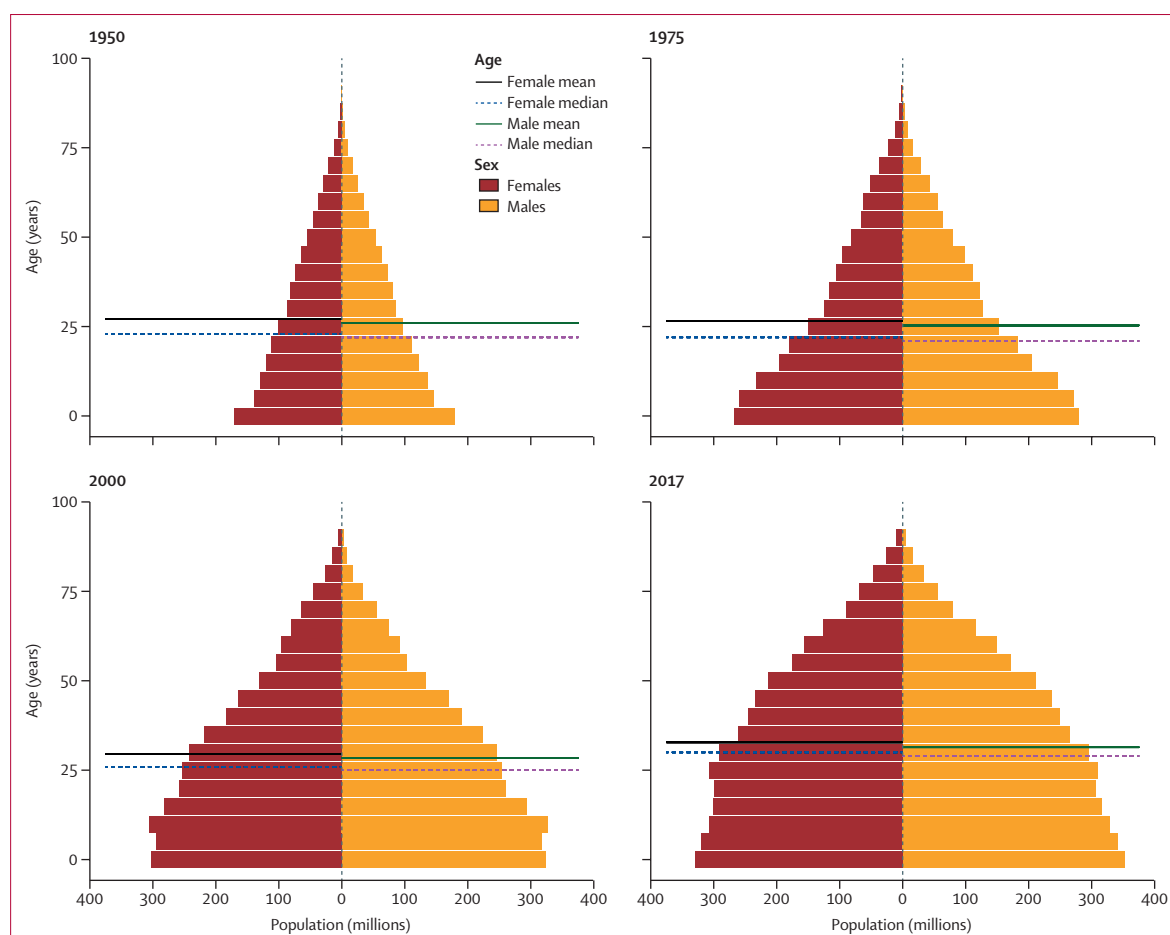 1950
1975
100
75
50
25
0
Age (years)
Age
Female mean
Female median
Male mean
Male median
Sex
Females
Males
2000
2017
100
75
50
25
0
Age (years)
400 300 200 100 0 100 200 300 400
400 300 200 100 0 100 200 300 400
Population (millions)
Population (millions)